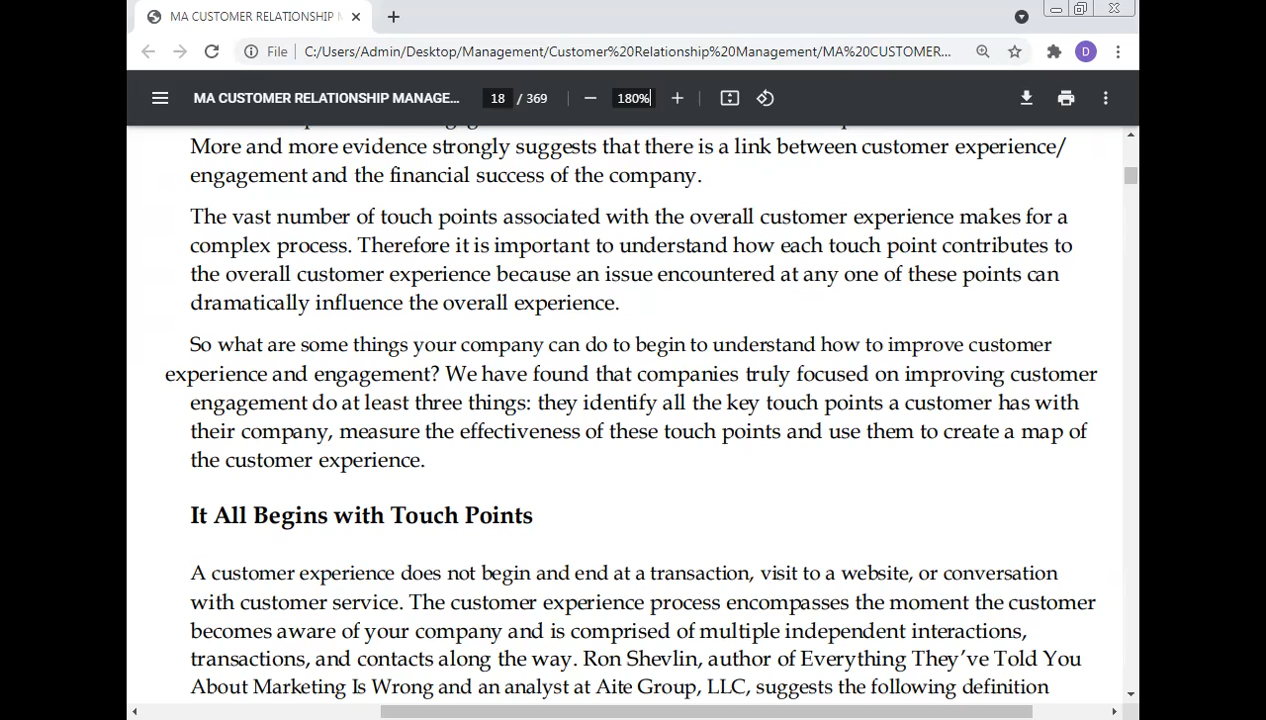 MA CUSTOMER RELATIONSHIP M
File C:/Users/Admin/Desktop/Management/Customer%20Relationship%20Management/MA%20CUSTOMER... D
MA CUSTOMER RELATIONSHIP MANAGE... 18 / 369 180%
More and more evidence strongly suggests that there is a link between customer experience/
engagement and the financial success of the company.
The vast number of touch points associated with the overall customer experience makes for a
complex process. Therefore it is important to understand how each touch point contributes to
the overall customer experience because an issue encountered at any one of these points can
dramatically influence the overall experience.
So what are some things your company can do to begin to understand how to improve customer
experience and engagement? We have found that companies truly focused on improving customer
engagement do at least three things: they identify all the key touch points a customer has with
their company, measure the effectiveness of these touch points and use them to create a map of
the customer experience.
It All Begins with Touch Points
A customer experience does not begin and end at a transaction, visit to a website, or conversation
with customer service. The customer experience process encompasses the moment the customer
becomes aware of your company and is comprised of multiple independent interactions,
transactions, and contacts along the way. Ron Shevlin, author of Everything They've Told You
About Marketing Is Wrong and an analyst at Aite Group, LLC, suggests the following definition